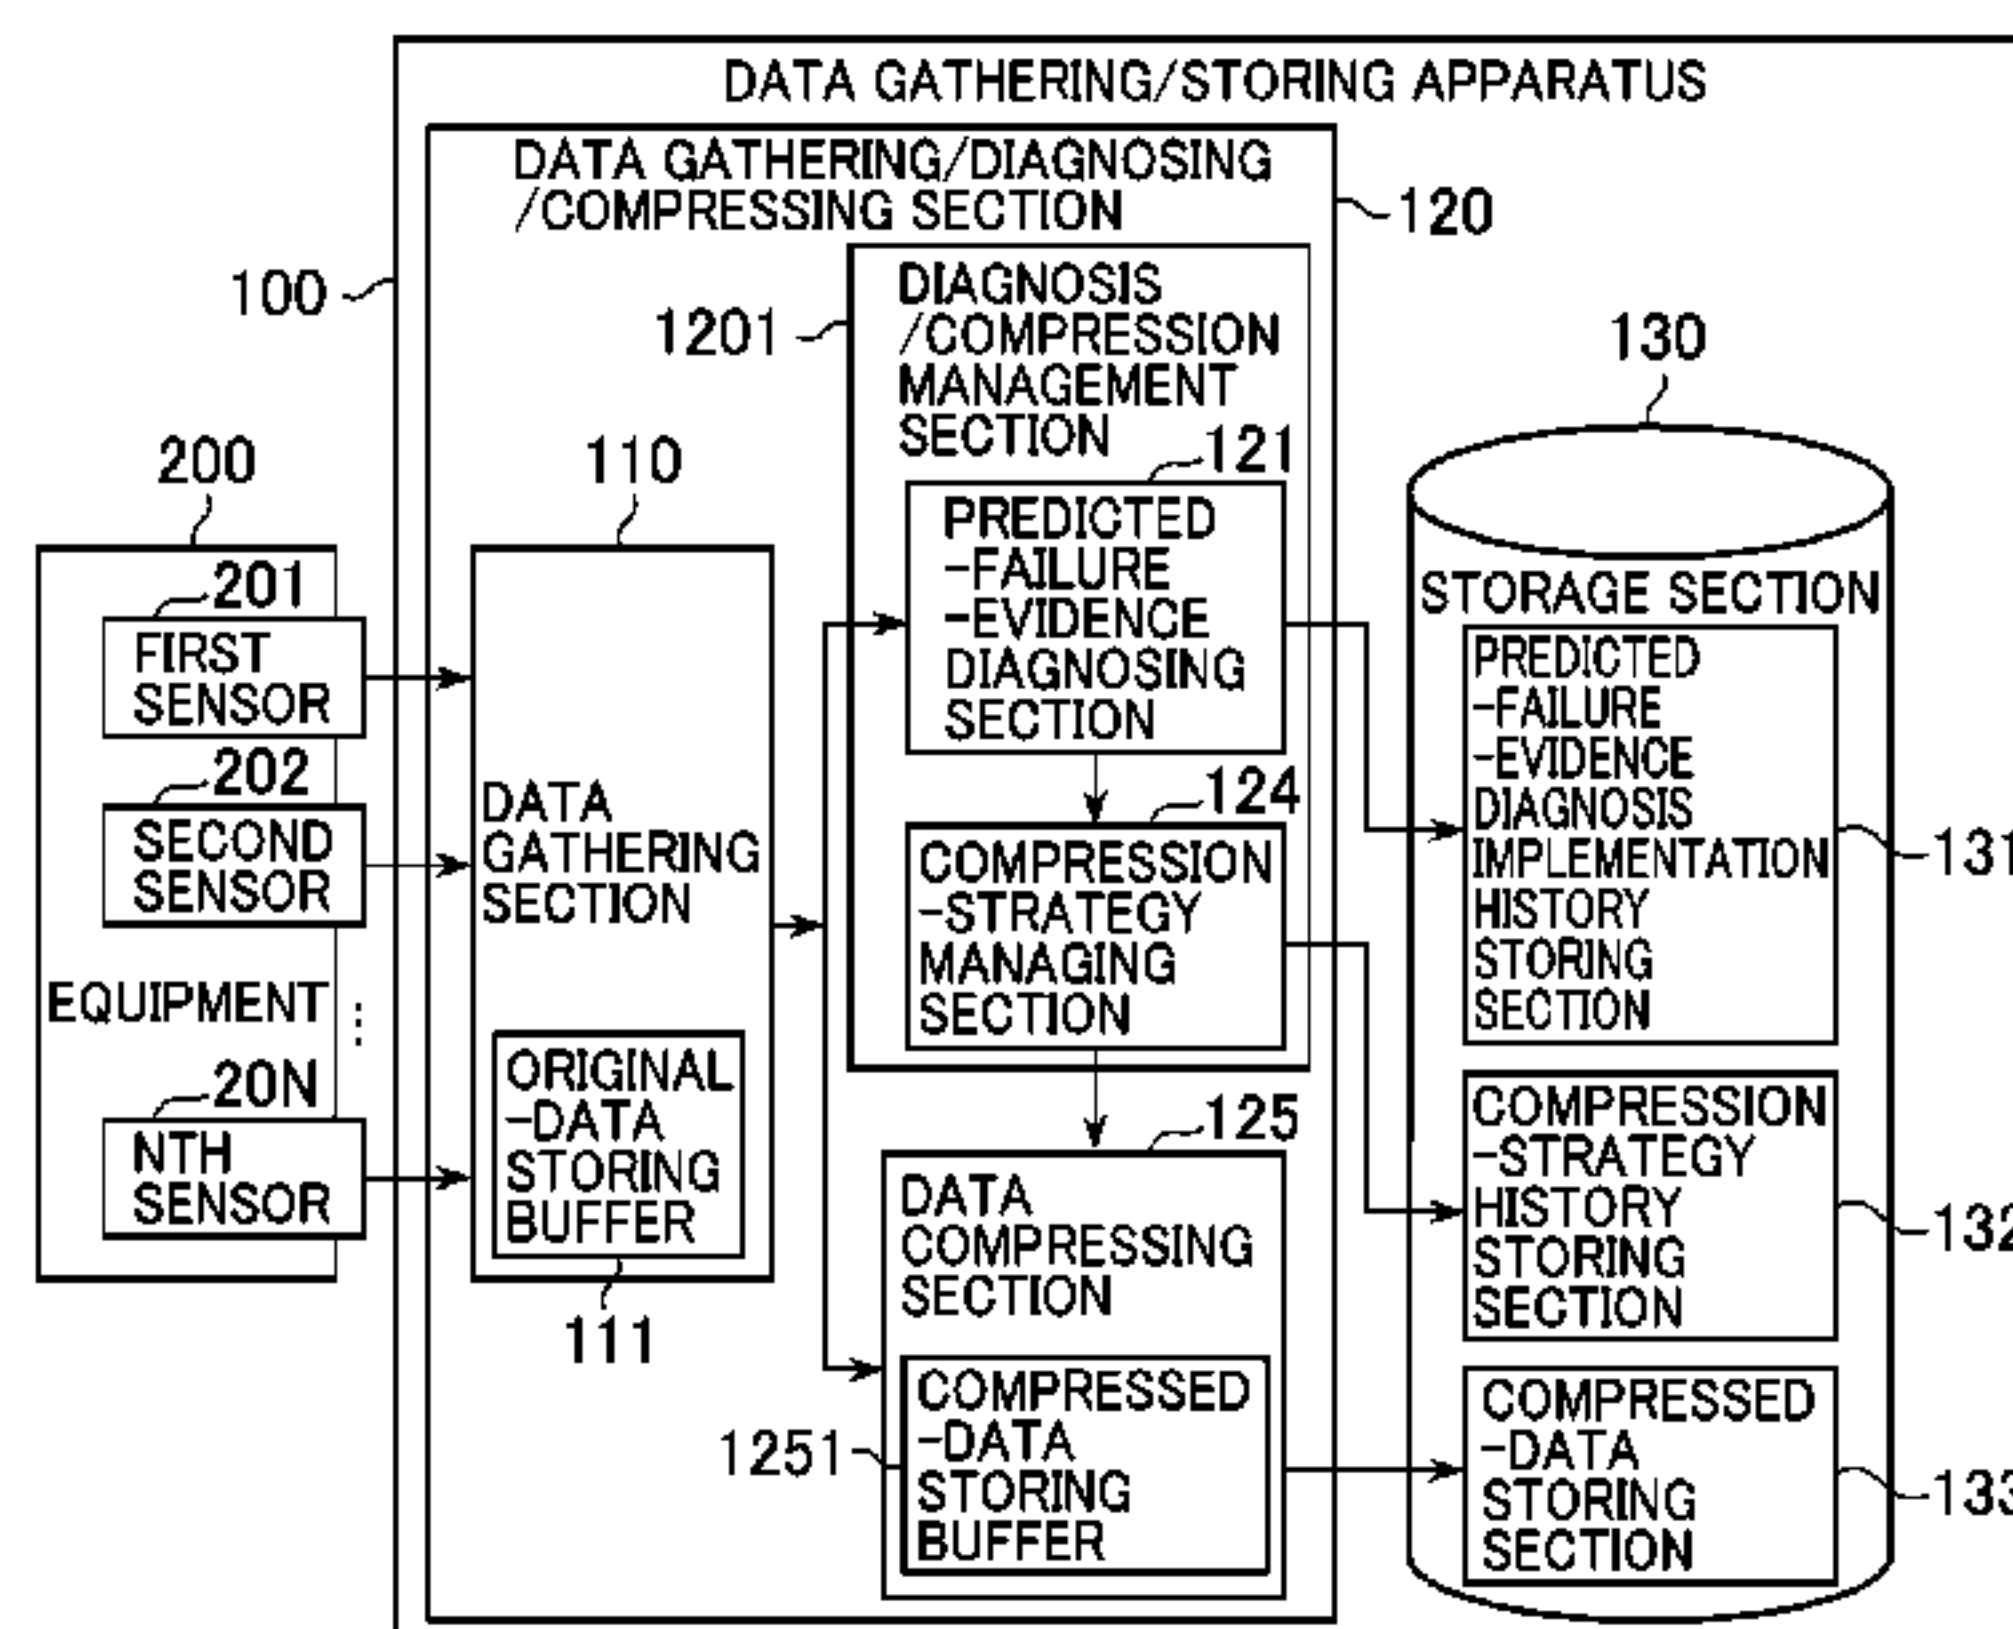 DATA GATHERING/STORING APPARATUS
DATA GATHERING/DIAGNOSING
/COMPRESSING SECTION
120
100
1201
DIAGNOSIS
/COMPRESSION
MANAGEMENT
SECTION
130
200
110
121
201
FIRST
SENSOR
202
SECOND
SENSOR
EQUIPMENT
20N
NTH
SENSOR
DATA
GATHERING
SECTION
ORIGINAL
-DATA
STORING
BUFFER
111
PREDICTED
-FAILURE
-EVIDENCE
DIAGNOSING
SECTION
124
COMPRESSION
-STRATEGY
MANAGING
SECTION
125
DATA
COMPRESSING
SECTION
1251
COMPRESSED
-DATA
STORING
BUFFER
STORAGE SECTION
PREDICTED
-FAILURE
-EVIDENCE
DIAGNOSIS
IMPLEMENTATION
HISTORY
STORING
SECTION
131
COMPRESSION
-STRATEGY
HISTORY
STORING
SECTION
132
COMPRESSED
-DATA
STORING
SECTION
133